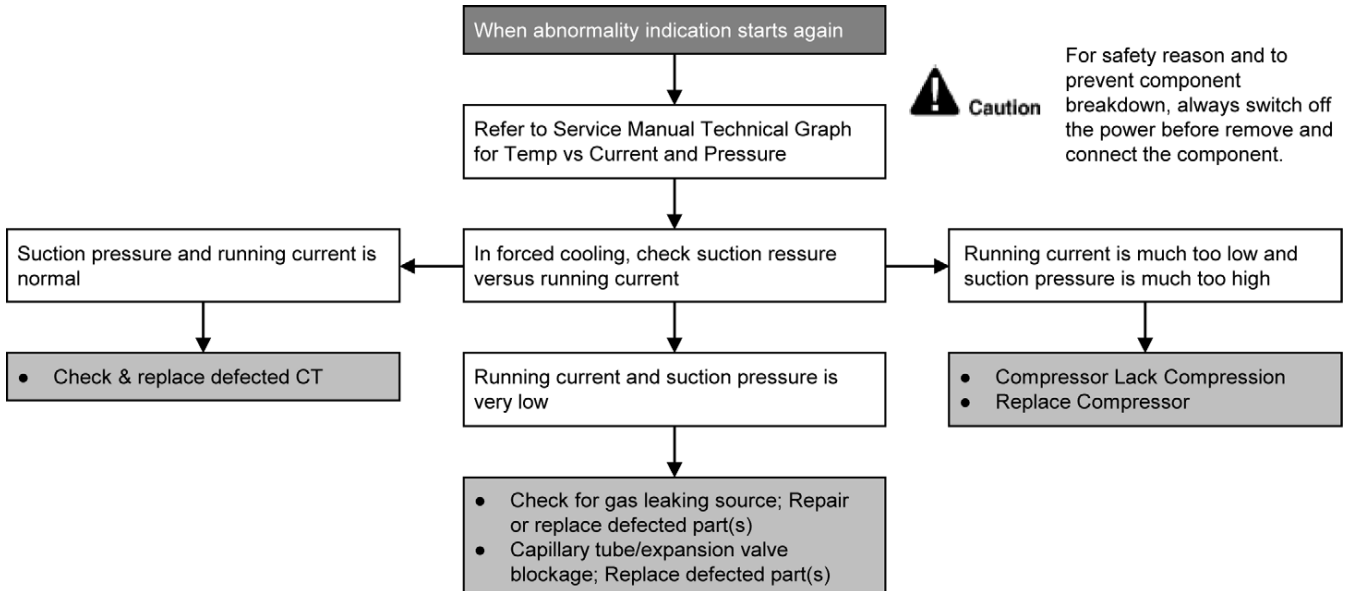 When abnormality indication starts again
Caution
For safety reason and to
prevent component
breakdown, always switch off
the power before remove and
connect the component.
Refer to Service Manual Technical Graph
for Temp vs Current and Pressure
Suction pressure and running current is
normal
In forced cooling, check suction ressure
versus running current
Running current is much too low and
suction pressure is much too high
● Check & replace defected CT
Running current and suction pressure is
very low
● Compressor Lack Compression
● Replace Compressor
● Check for gas leaking source; Repair
or replace defected part(s)
● Capillary tube/expansion valve
blockage; Replace defected part(s)